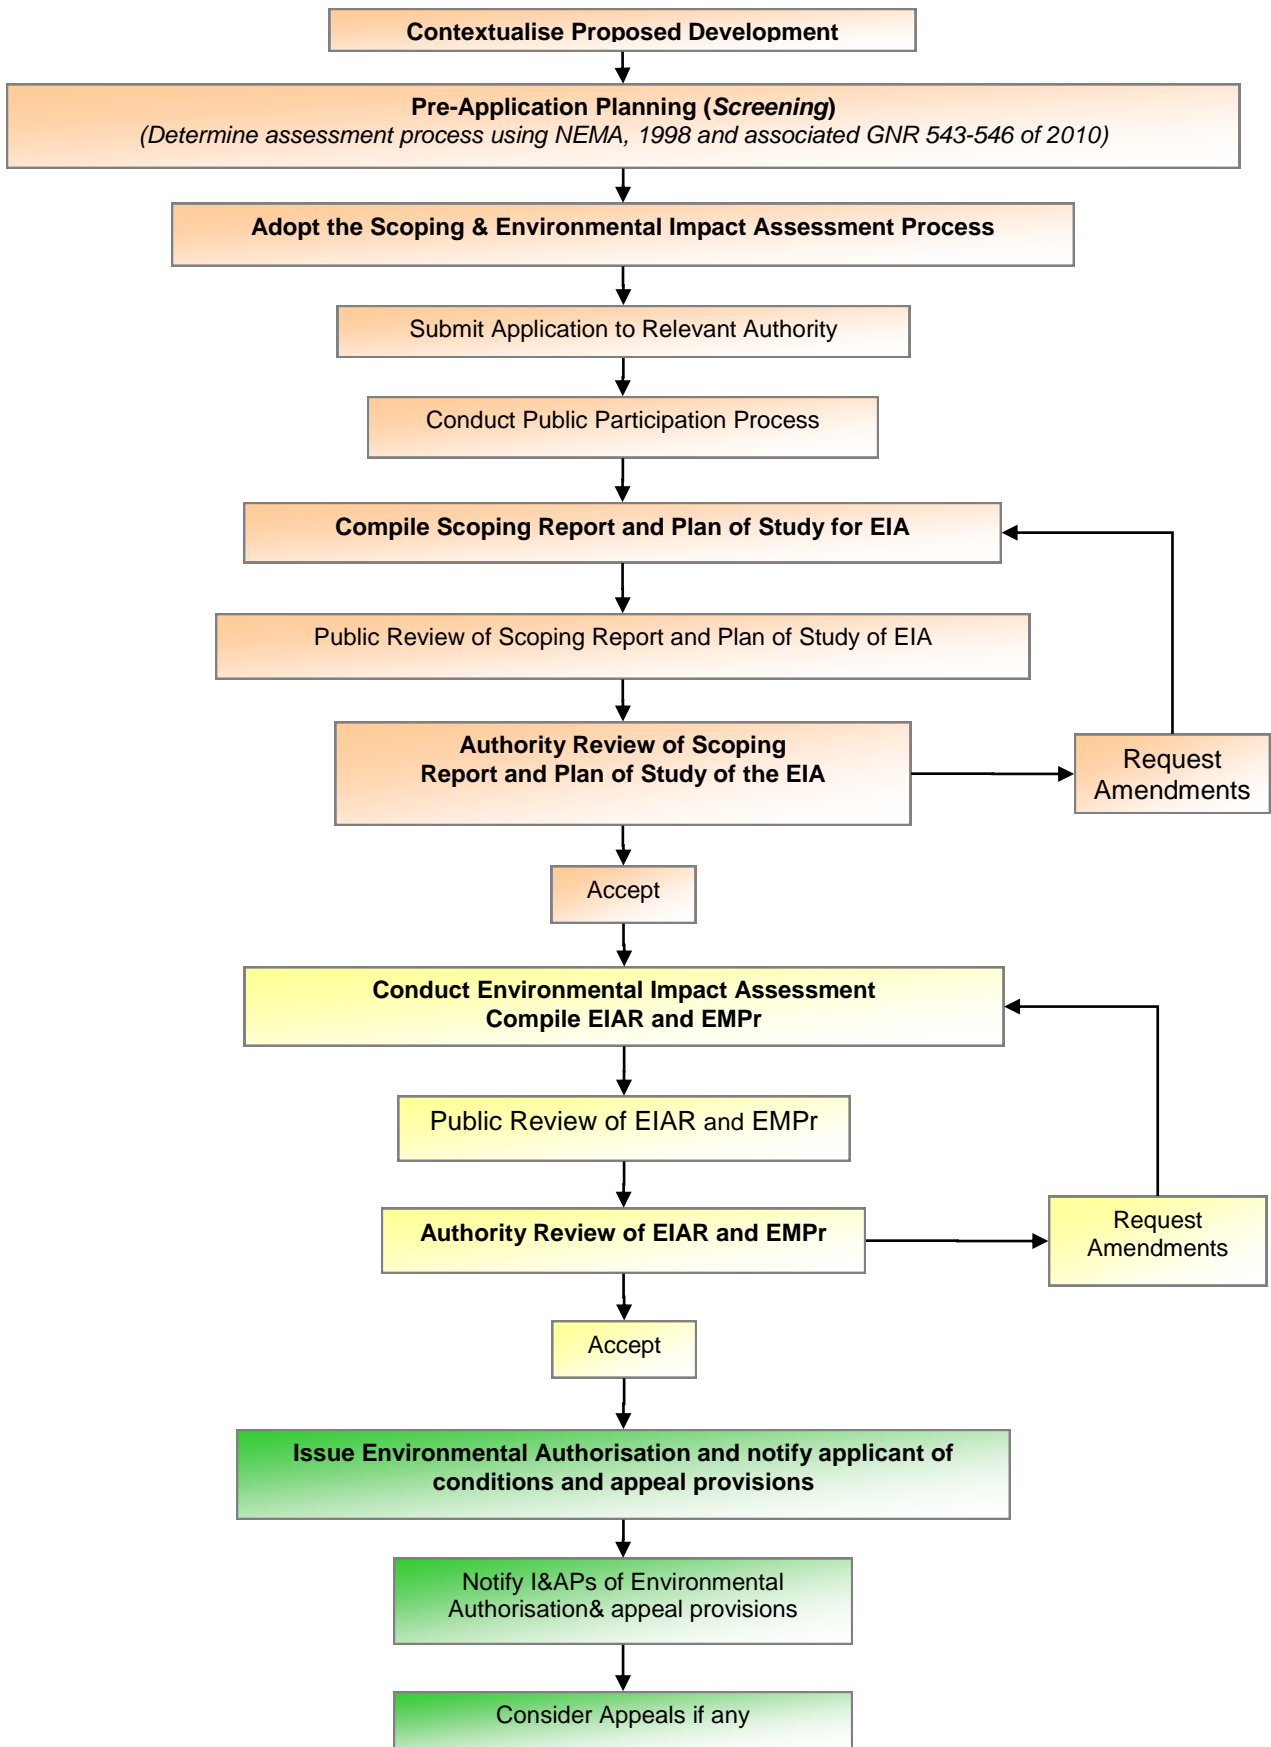 Contextualise Proposed Development
Pre-Application Planning (Screening)
(Determine assessment process using NEMA, 1998 and associated GNR 543-546 of 2010)
Adopt the Scoping & Environmental Impact Assessment Process
Submit Application to Relevant Authority
Conduct Public Participation Process
Compile Scoping Report and Plan of Study for EIA
Public Review of Scoping Report and Plan of Study of EIA
Authority Review of Scoping
Report and Plan of Study of the EIA
Request
Amendments
Accept
Conduct Environmental Impact Assessment
Compile EIAR and EMPr
Public Review of EIAR and EMPr
Authority Review of EIAR and EMPr
Request
Amendments
Accept
Issue Environmental Authorisation and notify applicant of
conditions and appeal provisions
Notify I&APs of Environmental
Authorisation& appeal provisions
Consider Appeals if any